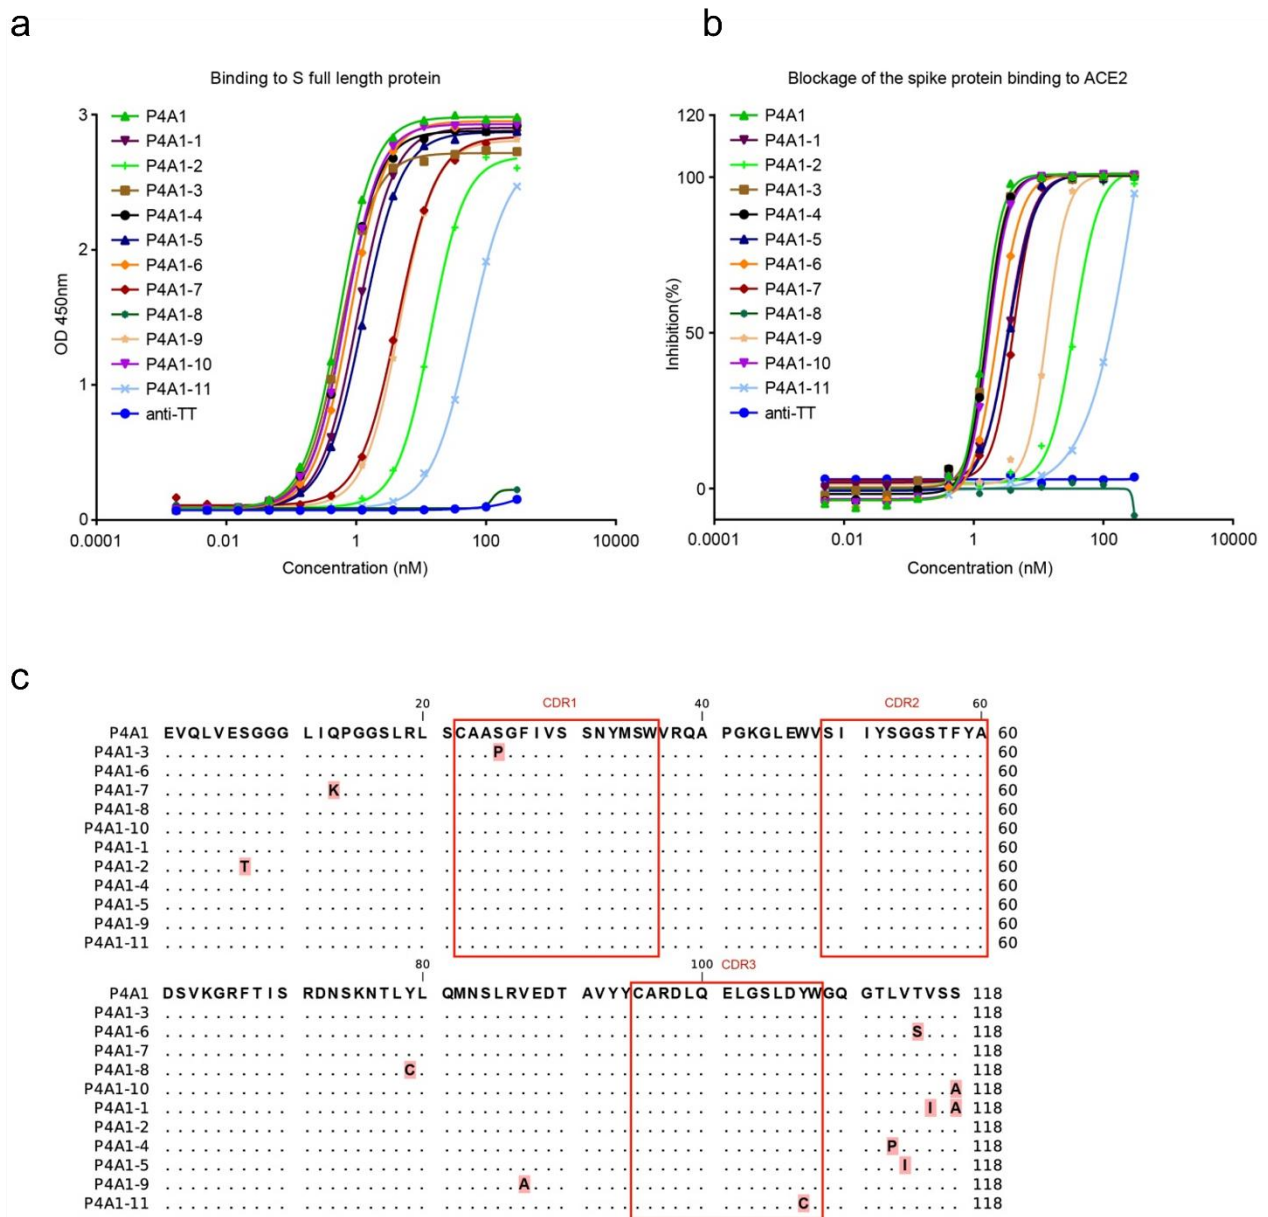 a
Binding to S full length protein
OD 450nm
3
2
1
0
P4A1
P4A1-1
P4A1-2
P4A1-3
P4A1-4
P4A1-5
P4A1-6
P4A1-7
P4A1-8
P4A1-9
P4A1-10
P4A1-11
anti-TT
0.0001 0.01 1 100 10000
Concentration (nM)
b
Blockage of the spike protein binding to ACE2
Inhibition(%)
120
100
50
0
P4A1
P4A1-1
P4A1-2
P4A1-3
P4A1-4
P4A1-5
P4A1-6
P4A1-7
P4A1-8
P4A1-9
P4A1-10
P4A1-11
anti-TT
0.0001 0.01 1 100 10000
Concentration (nM)
c
20 CDR1 40 CDR2 60
P4A1 EVQLVESGGG LIQPGGSLRL SCAASGFIVS SNYMSWVRQA PGKGLEWVSI IYSGGSTFYA 60
P4A1-3 P 60
P4A1-6 60
P4A1-7 K 60
P4A1-8 60
P4A1-10 60
P4A1-1 60
P4A1-2 T 60
P4A1-4 60
P4A1-5 60
P4A1-9 60
P4A1-11 60
80 100 CDR3
P4A1 DSVKGRFTIS RDNSKNTLYL QMNSLRVEDT AVYYCARDLQ ELGSLDYWGQ GTLVTVSS 118
P4A1-3 118
P4A1-6 S 118
P4A1-7 118
P4A1-8 C 118
P4A1-10 A 118
P4A1-1 I A 118
P4A1-2 118
P4A1-4 P 118
P4A1-5 I 118
P4A1-9 A 118
P4A1-11 C 118